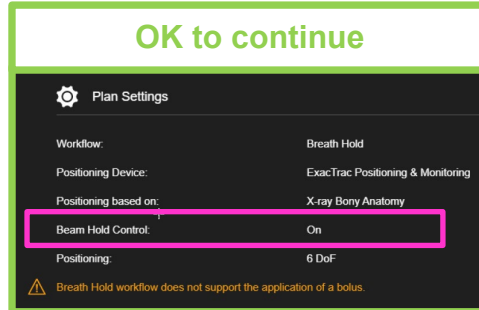 OK to continue
Plan Settings
Workflow: Breath Hold
Positioning Device: ExacTrac Positioning & Monitoring
Positioning based on: X-ray Bony Anatomy
Beam Hold Control: On
Positioning: 6 DoF
Breath Hold workflow does not support the application of a bolus.